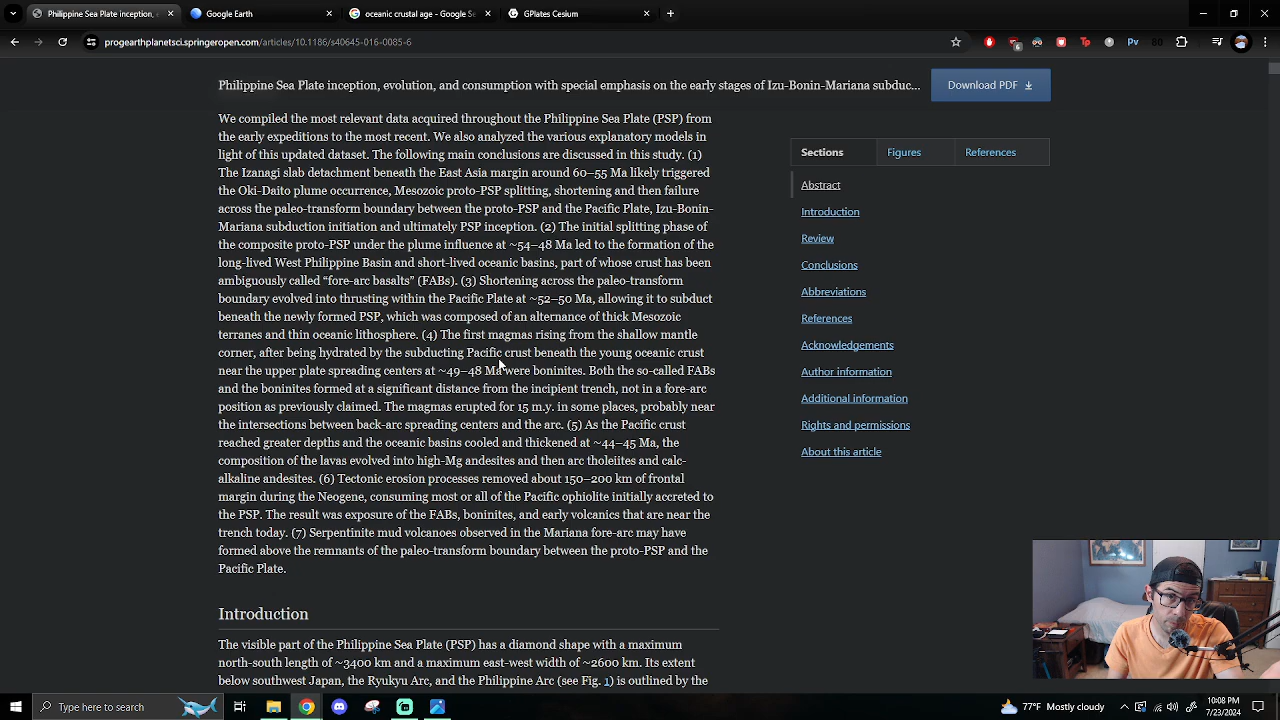 Philippine Sea Plate inception, e
Google Earth
oceanic crustal age - Google Se
GPlates Cesium
progearthplanetsci.springeropen.com/articles/10.1186/s40645-016-0085-6
Philippine Sea Plate inception, evolution, and consumption with special emphasis on the early stages of Izu-Bonin-Mariana subduc...
Download PDF
We compiled the most relevant data acquired throughout the Philippine Sea Plate (PSP) from
the early expeditions to the most recent. We also analyzed the various explanatory models in
light of this updated dataset. The following main conclusions are discussed in this study. (1)
The Izanagi slab detachment beneath the East Asia margin around 60–55 Ma likely triggered
the Oki-Daito plume occurrence, Mesozoic proto-PSP splitting, shortening and then failure
across the paleo-transform boundary between the proto-PSP and the Pacific Plate, Izu-Bonin-
Mariana subduction initiation and ultimately PSP inception. (2) The initial splitting phase of
the composite proto-PSP under the plume influence at ~54–48 Ma led to the formation of the
long-lived West Philippine Basin and short-lived oceanic basins, part of whose crust has been
ambiguously called “fore-arc basalts” (FABs). (3) Shortening across the paleo-transform
boundary evolved into thrusting within the Pacific Plate at ~52–50 Ma, allowing it to subduct
beneath the newly formed PSP, which was composed of an alternance of thick Mesozoic
terranes and thin oceanic lithosphere. (4) The first magmas rising from the shallow mantle
corner, after being hydrated by the subducting Pacific crust beneath the young oceanic crust
near the upper plate spreading centers at ~49–48 Ma were boninites. Both the so-called FABs
and the boninites formed at a significant distance from the incipient trench, not in a fore-arc
position as previously claimed. The magmas erupted for 15 m.y. in some places, probably near
the intersections between back-arc spreading centers and the arc. (5) As the Pacific crust
reached greater depths and the oceanic basins cooled and thickened at ~44–45 Ma, the
composition of the lavas evolved into high-Mg andesites and then arc tholeiites and calc-
alkaline andesites. (6) Tectonic erosion processes removed about 150–200 km of frontal
margin during the Neogene, consuming most or all of the Pacific ophiolite initially accreted to
the PSP. The result was exposure of the FABs, boninites, and early volcanics that are near the
trench today. (7) Serpentinite mud volcanoes observed in the Mariana fore-arc may have
formed above the remnants of the paleo-transform boundary between the proto-PSP and the
Pacific Plate.
Introduction
The visible part of the Philippine Sea Plate (PSP) has a diamond shape with a maximum
north-south length of ~3400 km and a maximum east-west width of ~2600 km. Its extent
below southwest Japan, the Ryukyu Arc, and the Philippine Arc (see Fig. 1) is outlined by the
Sections
Figures
References
Abstract
Introduction
Review
Conclusions
Abbreviations
References
Acknowledgements
Author information
Additional information
Rights and permissions
About this article
Type here to search
77°F Mostly cloudy
10:08 PM
7/23/2024